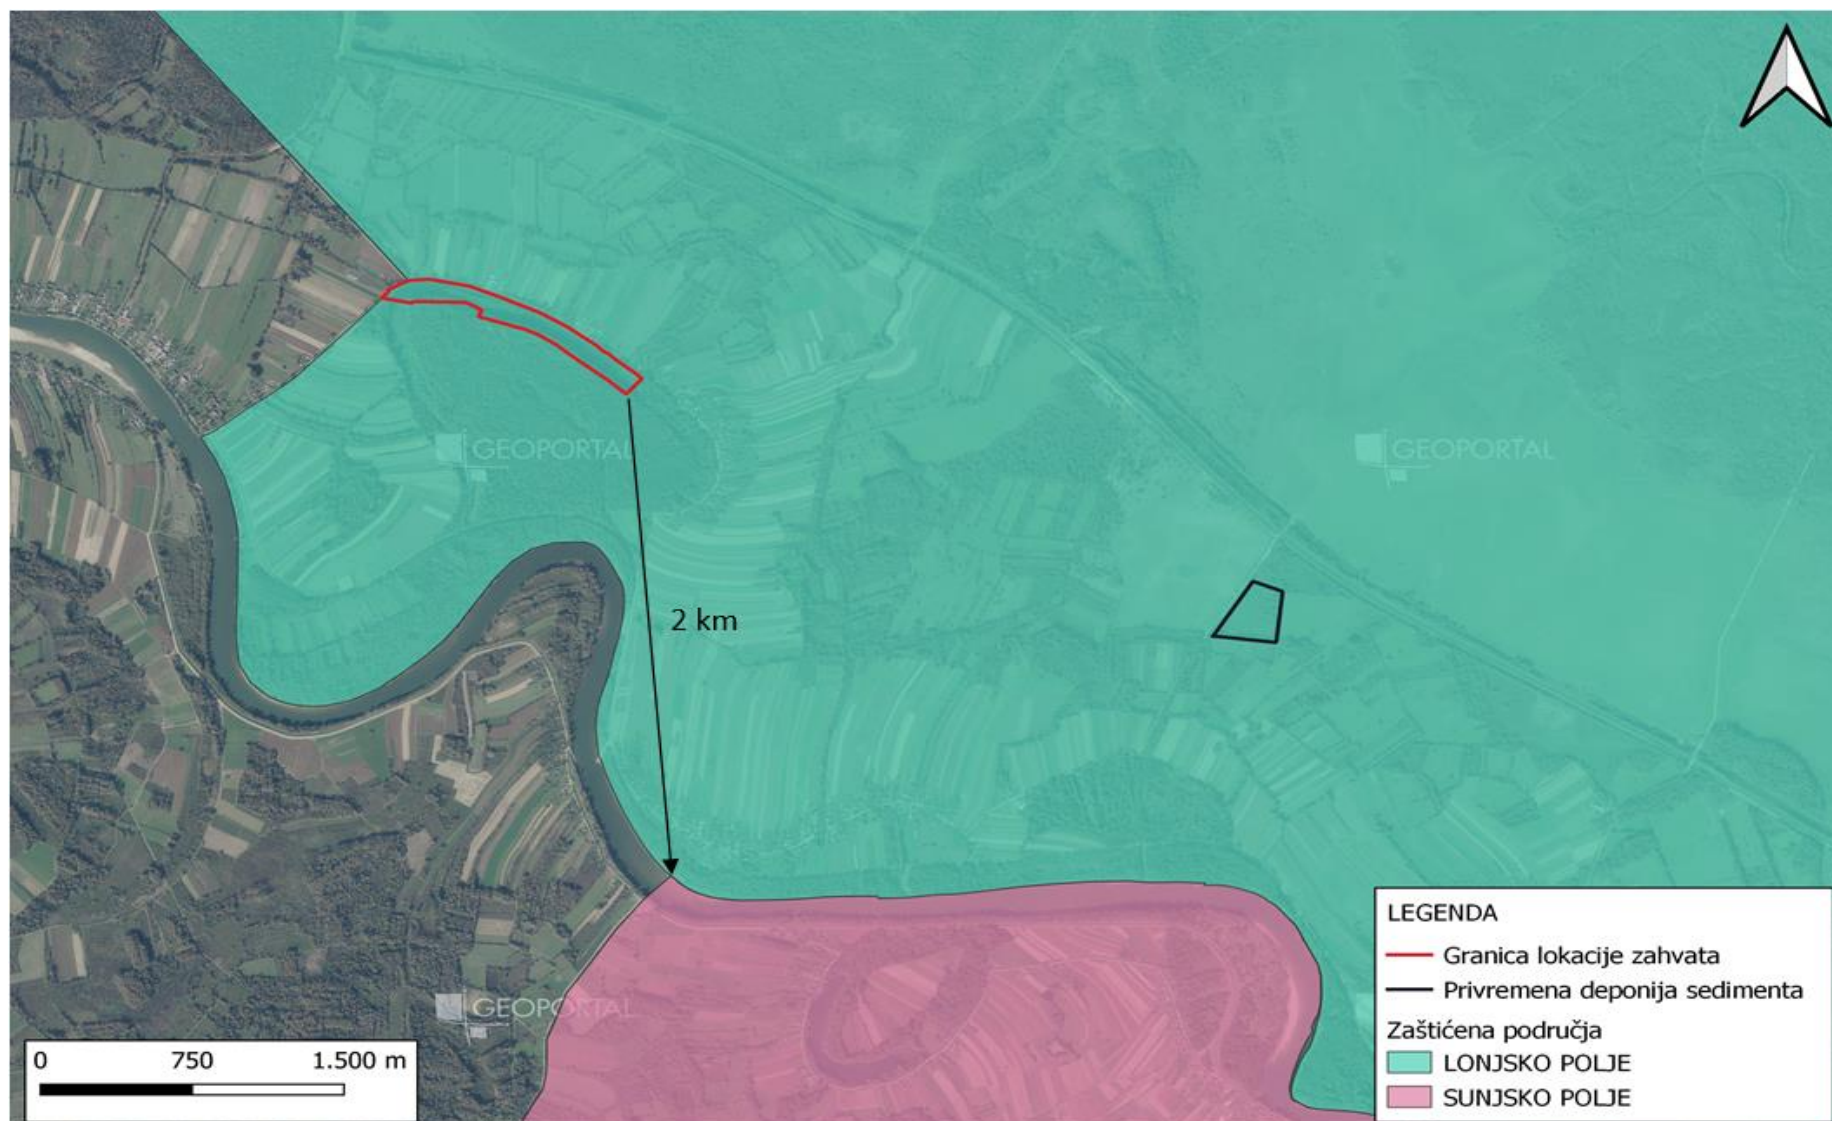 GEOPORTAL
GEOPORTAL
2 km
GEOPORTAL
LEGENDA
Granica lokacije zahvata
Privremena deponija sedimenta
Zaštićena područja
LONJSKO POLJE
SUNJSKO POLJE
0 750 1.500 m